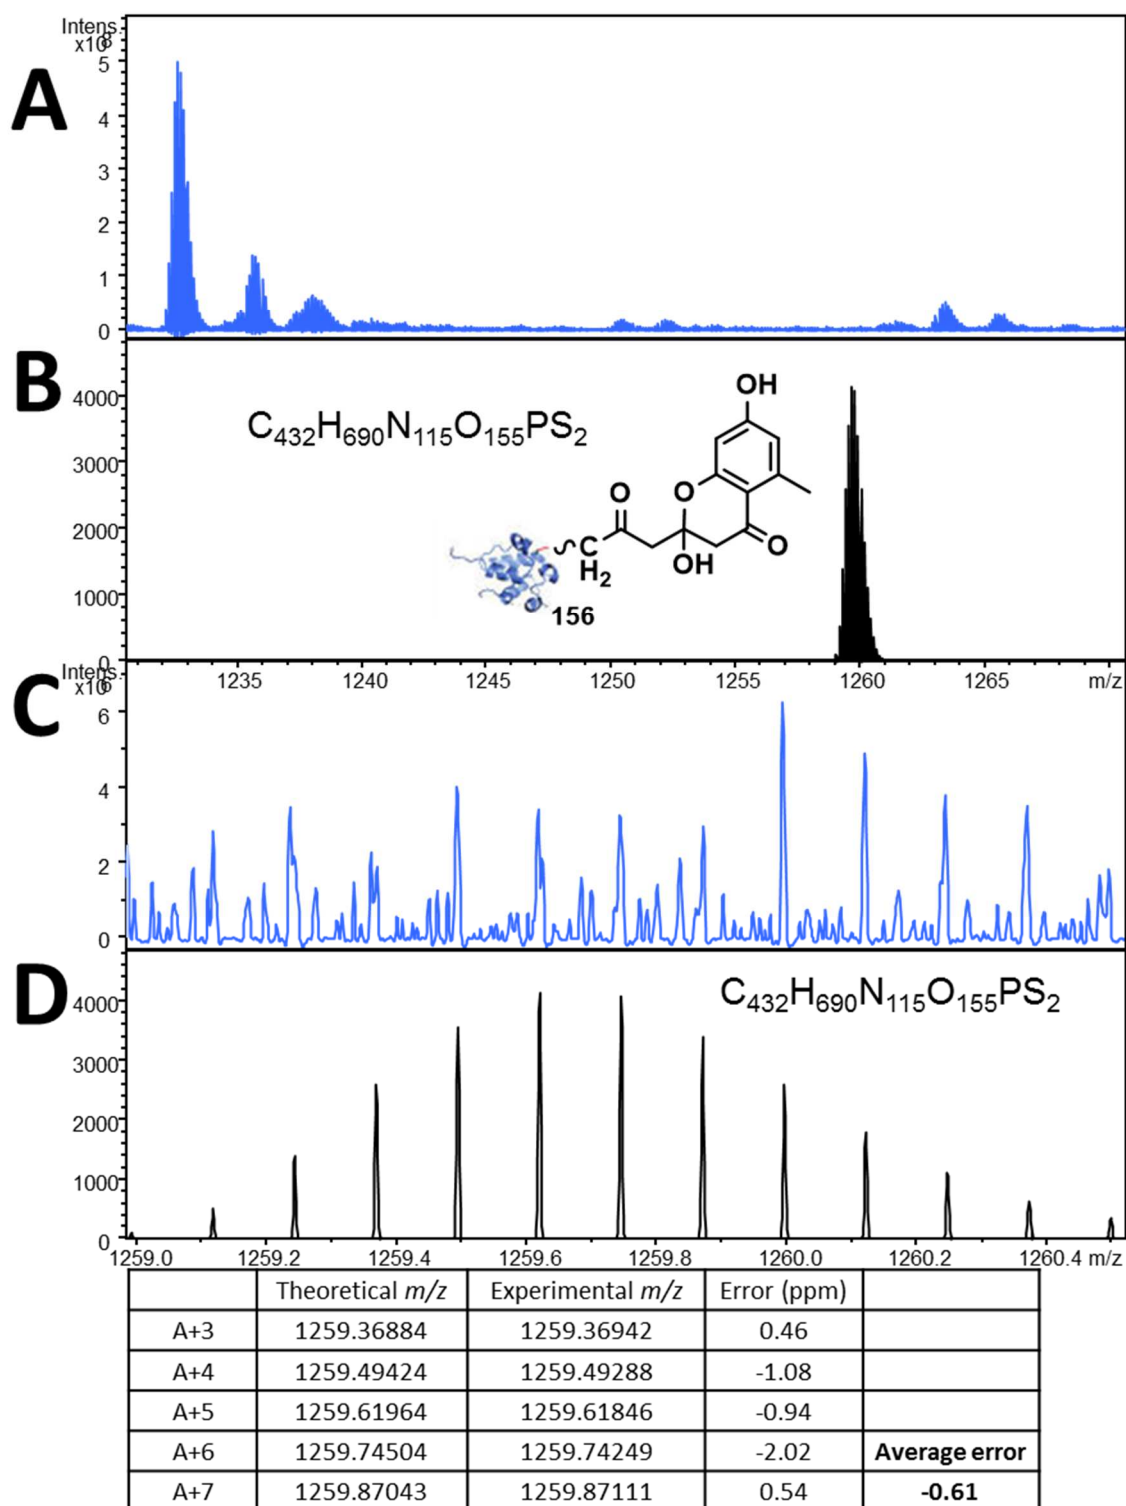 Intens.
x10⁸
A
5
4
3
2
1
0
B
4000
3000
2000
1000
0
C₄₃₂H₆₉₀N₁₁₅O₁₅₅PS₂
OH
O
O
C
H₂
OH
O
156
1235 1240 1245 1250 1255 1260 1265 m/z
Intens.
C
6
4
2
0
D
C₄₃₂H₆₉₀N₁₁₅O₁₅₅PS₂
4000
3000
2000
1000
0
1259.0 1259.2 1259.4 1259.6 1259.8 1260.0 1260.2 1260.4 m/z
Theoretical m/z Experimental m/z Error (ppm)
A+3 1259.36884 1259.36942 0.46
A+4 1259.49424 1259.49288 -1.08
A+5 1259.61964 1259.61846 -0.94
A+6 1259.74504 1259.74249 -2.02 Average error
A+7 1259.87043 1259.87111 0.54 -0.61